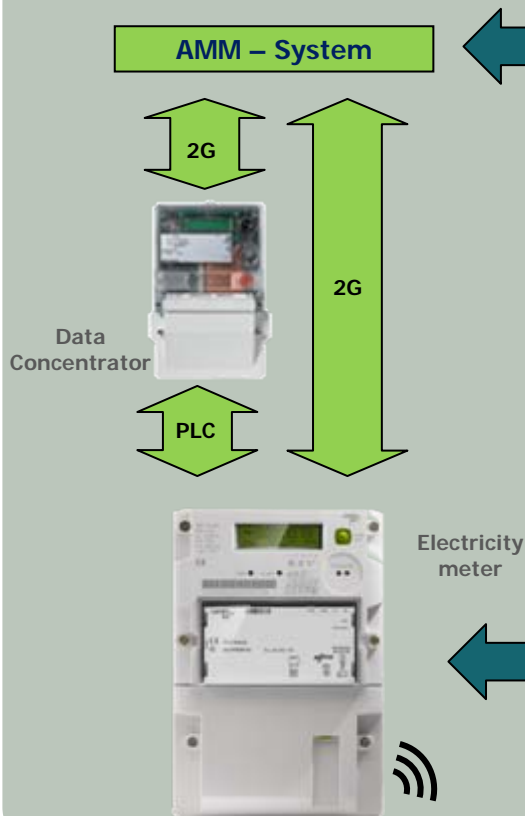 AMM – System
2G
2G
Data
Concentrator
PLC
Electricity
meter